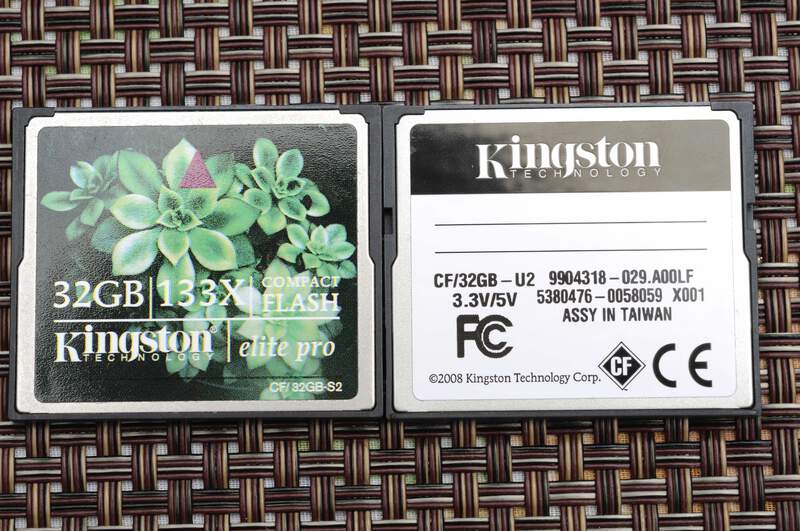 32GB 133X COMPACT FLASH
Kingston® TECHNOLOGY elite pro
CF/ 32GB-S2
Kingston
TECHNOLOGY
CF/32GB-U2 9904318-029.A00LF
3.3V/5V 5380476-0058059 X001
ASSY IN TAIWAN
FC
©2008 Kingston Technology Corp. CF CE